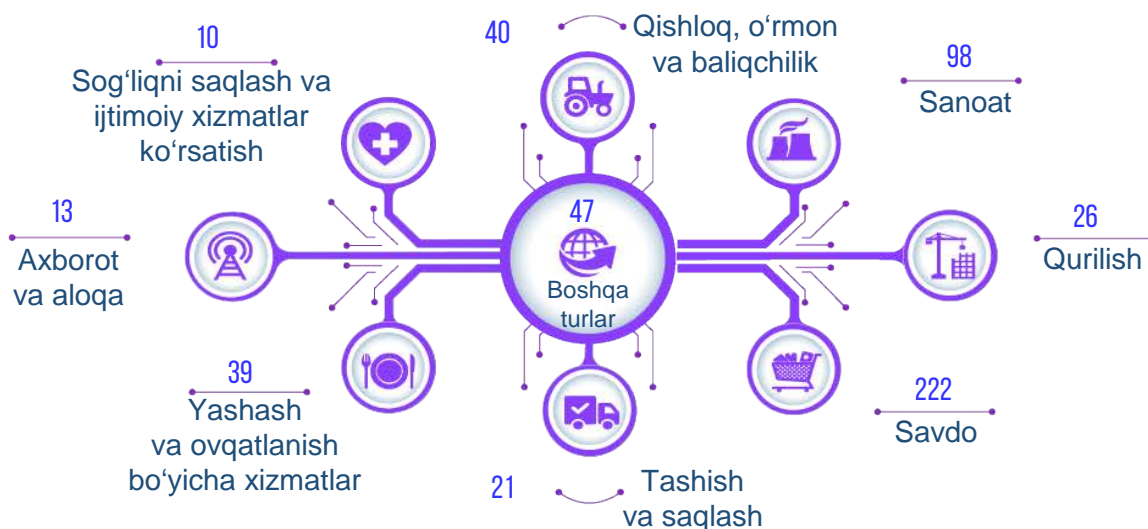 10
Sog‘liqni saqlash va
ijtimoiy xizmatlar
ko‘rsatish
40
Qishloq, o‘rmon
va baliqchilik
98
Sanoat
13
Axborot
va aloqa
47
Boshqa
turlar
26
Qurilish
39
Yashash
va ovqatlanish
bo‘yicha xizmatlar
21
Tashish
va saqlash
222
Savdo